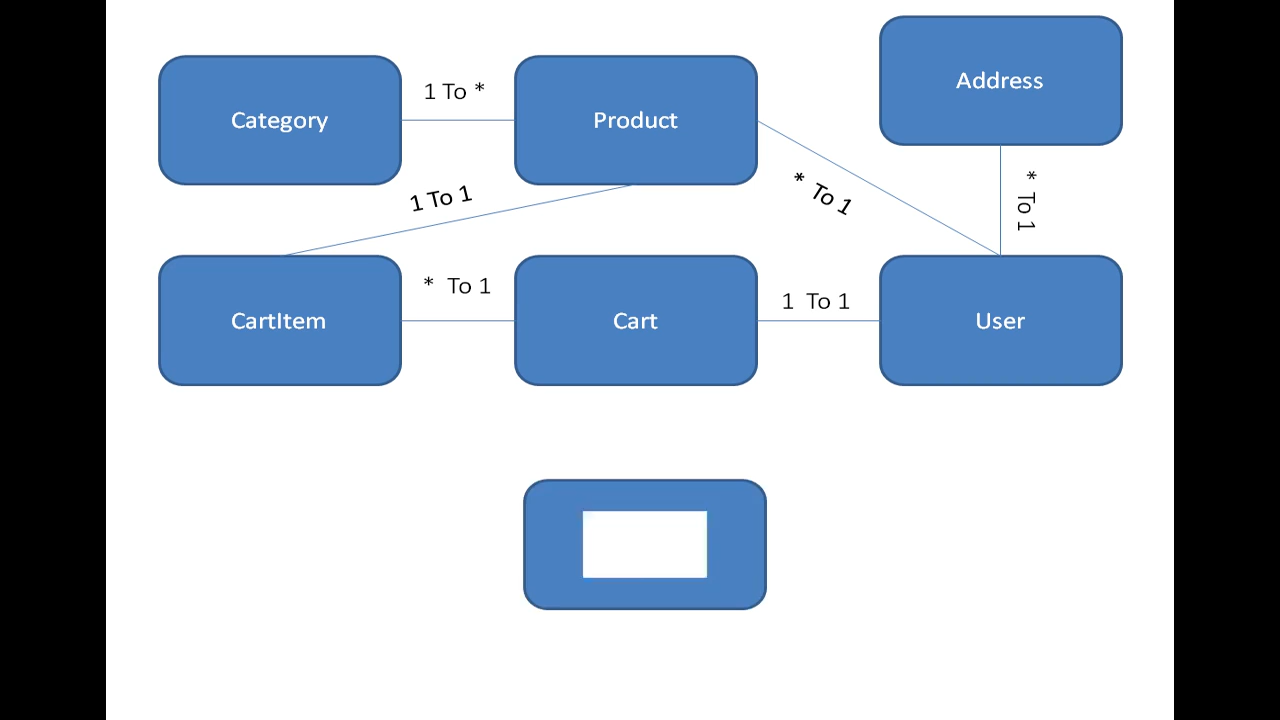 Address
Category
1 To *
Product
1 To 1
* To 1
* To 1
CartItem
* To 1
Cart
1 To 1
User